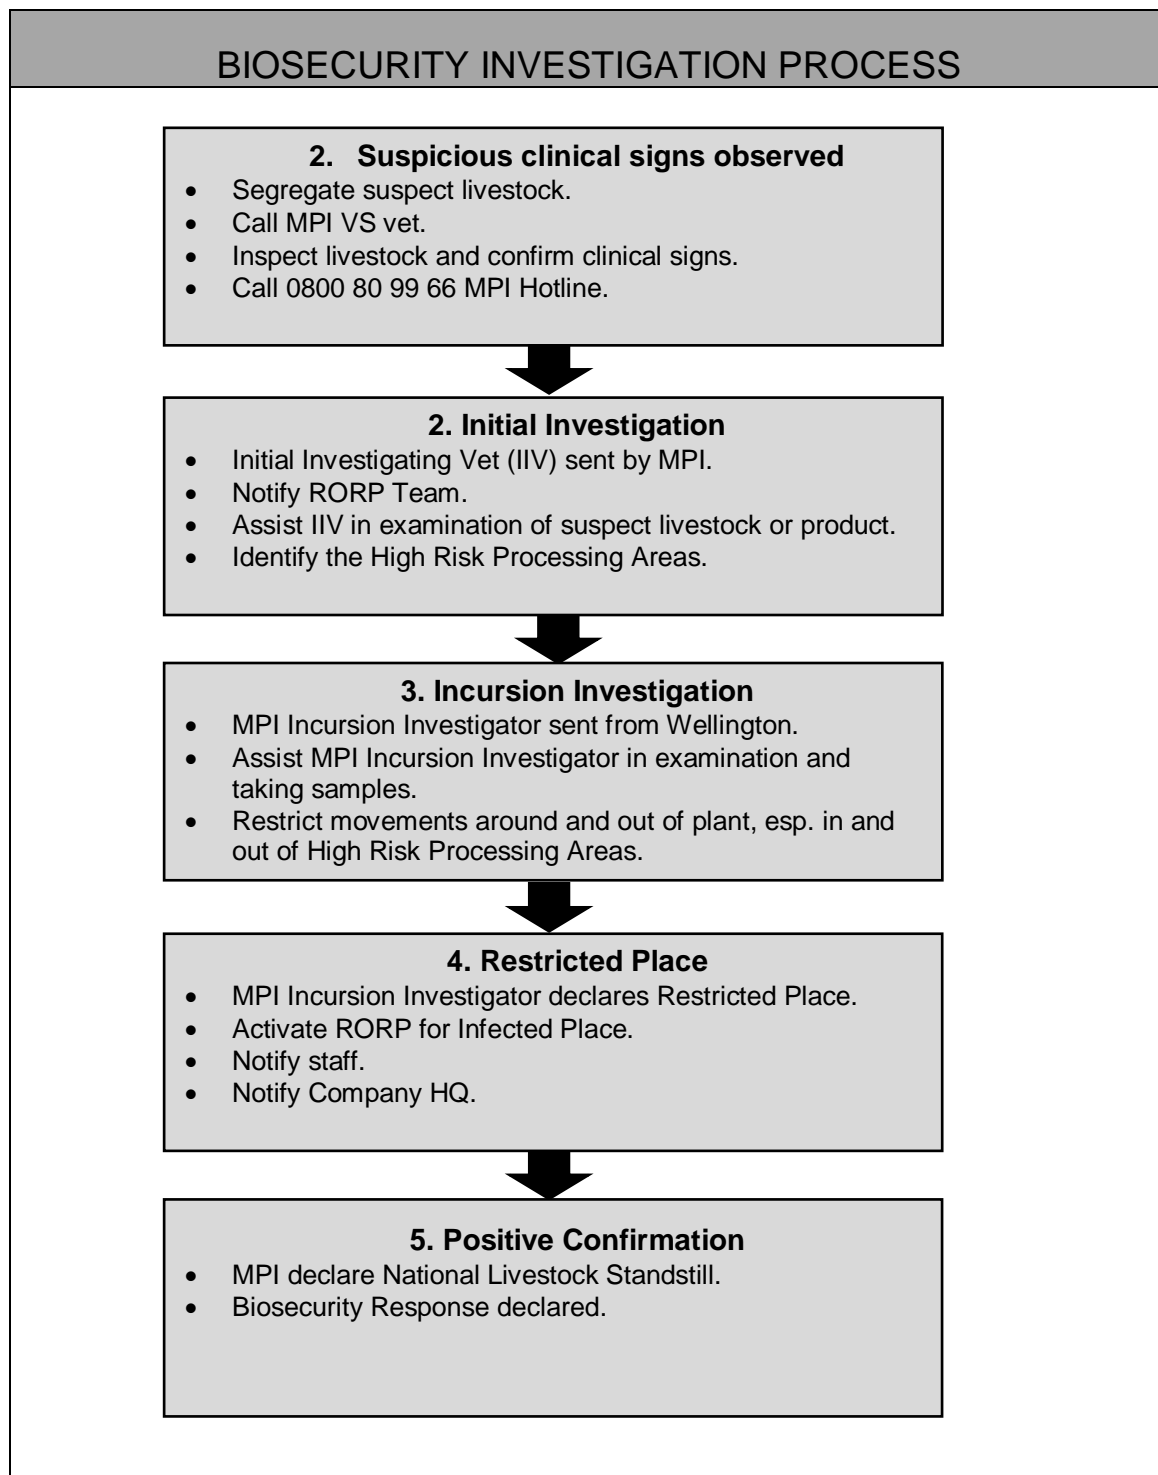 BIOSECURITY INVESTIGATION PROCESS
2. Suspicious clinical signs observed
• Segregate suspect livestock.
• Call MPI VS vet.
• Inspect livestock and confirm clinical signs.
• Call 0800 80 99 66 MPI Hotline.
2. Initial Investigation
• Initial Investigating Vet (IIV) sent by MPI.
• Notify RORP Team.
• Assist IIV in examination of suspect livestock or product.
• Identify the High Risk Processing Areas.
3. Incursion Investigation
• MPI Incursion Investigator sent from Wellington.
• Assist MPI Incursion Investigator in examination and
taking samples.
• Restrict movements around and out of plant, esp. in and
out of High Risk Processing Areas.
4. Restricted Place
• MPI Incursion Investigator declares Restricted Place.
• Activate RORP for Infected Place.
• Notify staff.
• Notify Company HQ.
5. Positive Confirmation
• MPI declare National Livestock Standstill.
• Biosecurity Response declared.